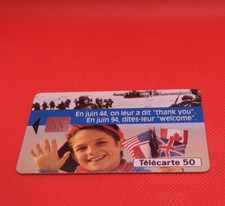 En juin 44, on leur a dit "thank you".
En juin 94, dites-leur "welcome".
Télécarte 50